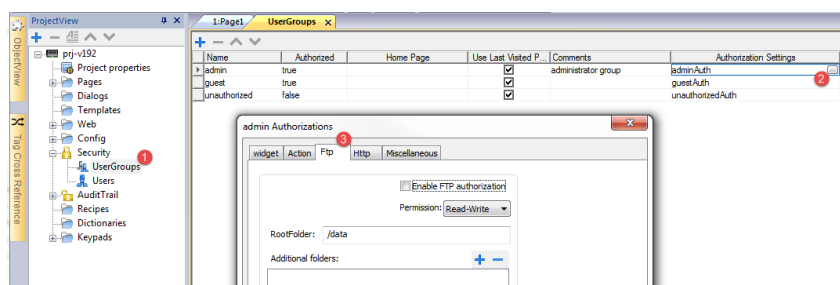 ProjectView
1:Page1
UserGroups
ObjectView
Tag Cross Reference
prj-v192
Project properties
Pages
Dialogs
Templates
Web
Config
Security
1
UserGroups
Users
AuditTrail
Recipes
Dictionaries
Keypads
Name Authorized Home Page Use Last Visited P... Comments Authorization Settings
admin true administrator group adminAuth ...
guest true guestAuth
unauthorized false unauthorizedAuth
2
admin Authorizations
3
widget Action Ftp Http Miscellaneous
Enable FTP authorization
Permission: Read-Write
RootFolder: /data
Additional folders: